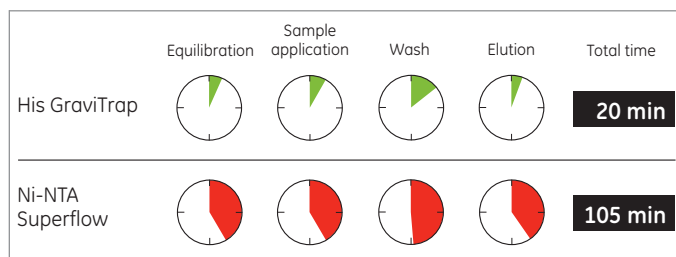 Equilibration
Sample
application
Wash
Elution
Total time
His GraviTrap
20 min
Ni-NTA
Superflow
105 min